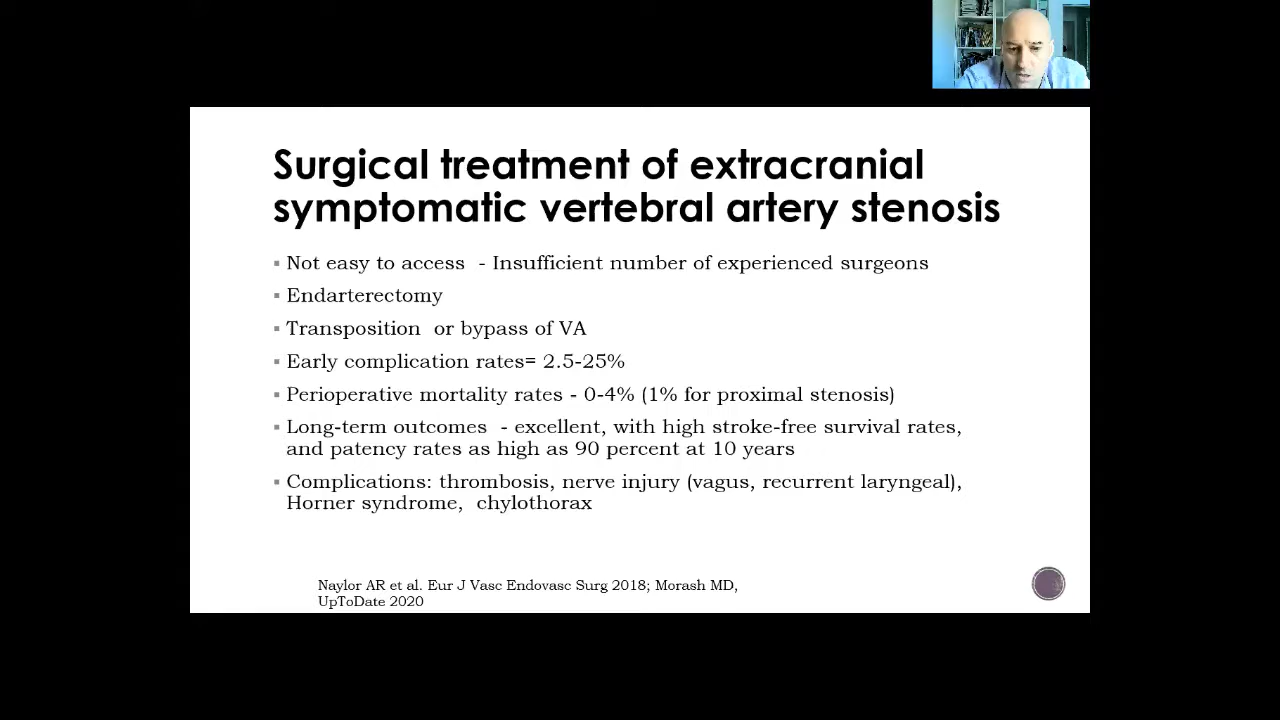 Surgical treatment of extracranial
symptomatic vertebral artery stenosis
▪ Not easy to access - Insufficient number of experienced surgeons
▪ Endarterectomy
▪ Transposition or bypass of VA
▪ Early complication rates= 2.5-25%
▪ Perioperative mortality rates - 0-4% (1% for proximal stenosis)
▪ Long-term outcomes - excellent, with high stroke-free survival rates,
and patency rates as high as 90 percent at 10 years
▪ Complications: thrombosis, nerve injury (vagus, recurrent laryngeal),
Horner syndrome, chylothorax
Naylor AR et al. Eur J Vasc Endovasc Surg 2018; Morash MD,
UpToDate 2020